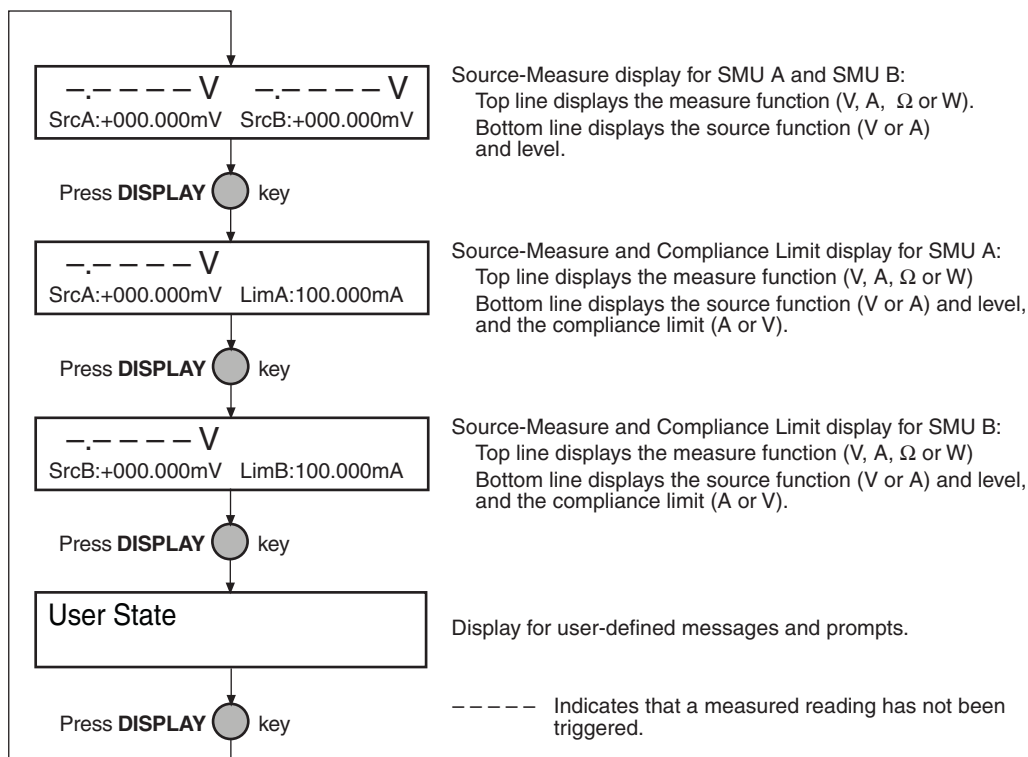 –.– – – – V –.– – – – V
SrcA:+000.000mV SrcB:+000.000mV
Source-Measure display for SMU A and SMU B:
Top line displays the measure function (V, A, Ω or W).
Bottom line displays the source function (V or A)
and level.
Press DISPLAY key
–.– – – – V
SrcA:+000.000mV LimA:100.000mA
Source-Measure and Compliance Limit display for SMU A:
Top line displays the measure function (V, A, Ω or W)
Bottom line displays the source function (V or A) and level,
and the compliance limit (A or V).
Press DISPLAY key
–.– – – – V
SrcB:+000.000mV LimB:100.000mA
Source-Measure and Compliance Limit display for SMU B:
Top line displays the measure function (V, A, Ω or W)
Bottom line displays the source function (V or A) and level,
and the compliance limit (A or V).
Press DISPLAY key
User State
Display for user-defined messages and prompts.
Press DISPLAY key
– – – – – Indicates that a measured reading has not been
triggered.